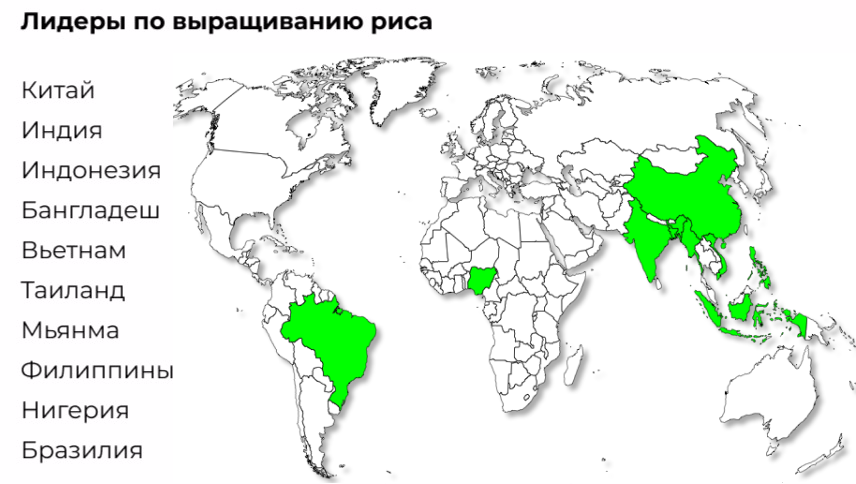 Лидеры по выращиванию риса
Китай
Индия
Индонезия
Бангладеш
Вьетнам
Таиланд
Мьянма
Филиппины
Нигерия
Бразилия